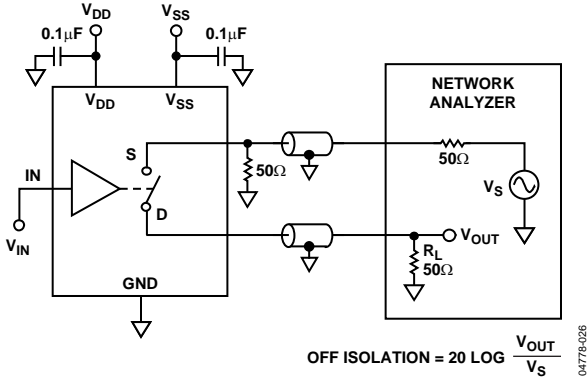 VDD
VSS
0.1μF
0.1μF
VDD
VSS
NETWORK
ANALYZER
S
50Ω
50Ω
VS
IN
D
VIN
VOUT
RL
50Ω
GND
OFF ISOLATION = 20 LOG VOUT
VS
04778-026